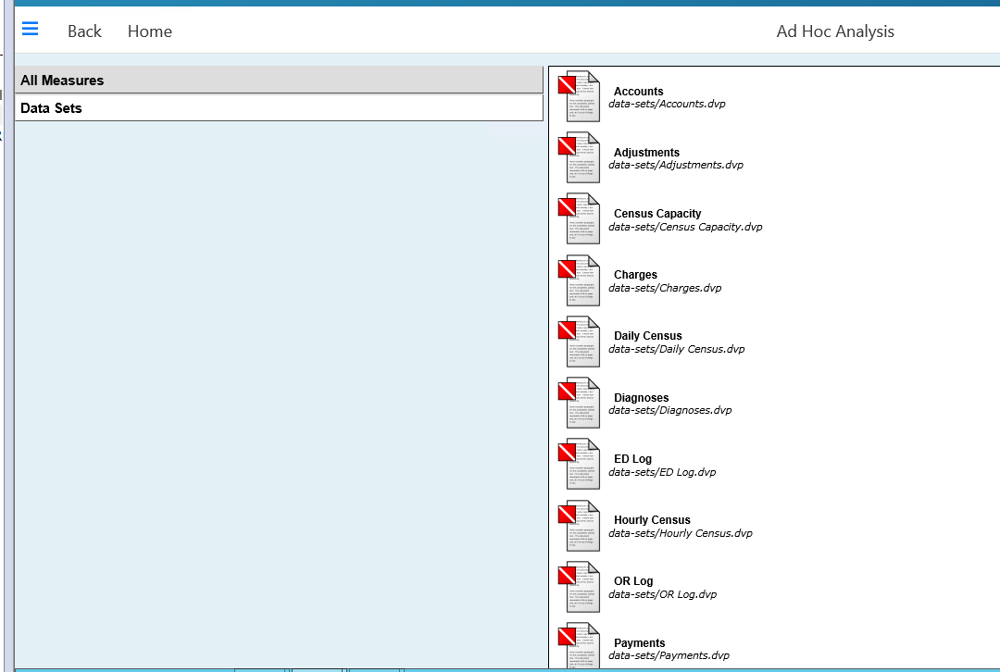 Back
Home
Ad Hoc Analysis
All Measures
Data Sets
Accounts
data-sets/Accounts.dvp
Adjustments
data-sets/Adjustments.dvp
Census Capacity
data-sets/Census Capacity.dvp
Charges
data-sets/Charges.dvp
Daily Census
data-sets/Daily Census.dvp
Diagnoses
data-sets/Diagnoses.dvp
ED Log
data-sets/ED Log.dvp
Hourly Census
data-sets/Hourly Census.dvp
OR Log
data-sets/OR Log.dvp
Payments
data-sets/Payments.dvp